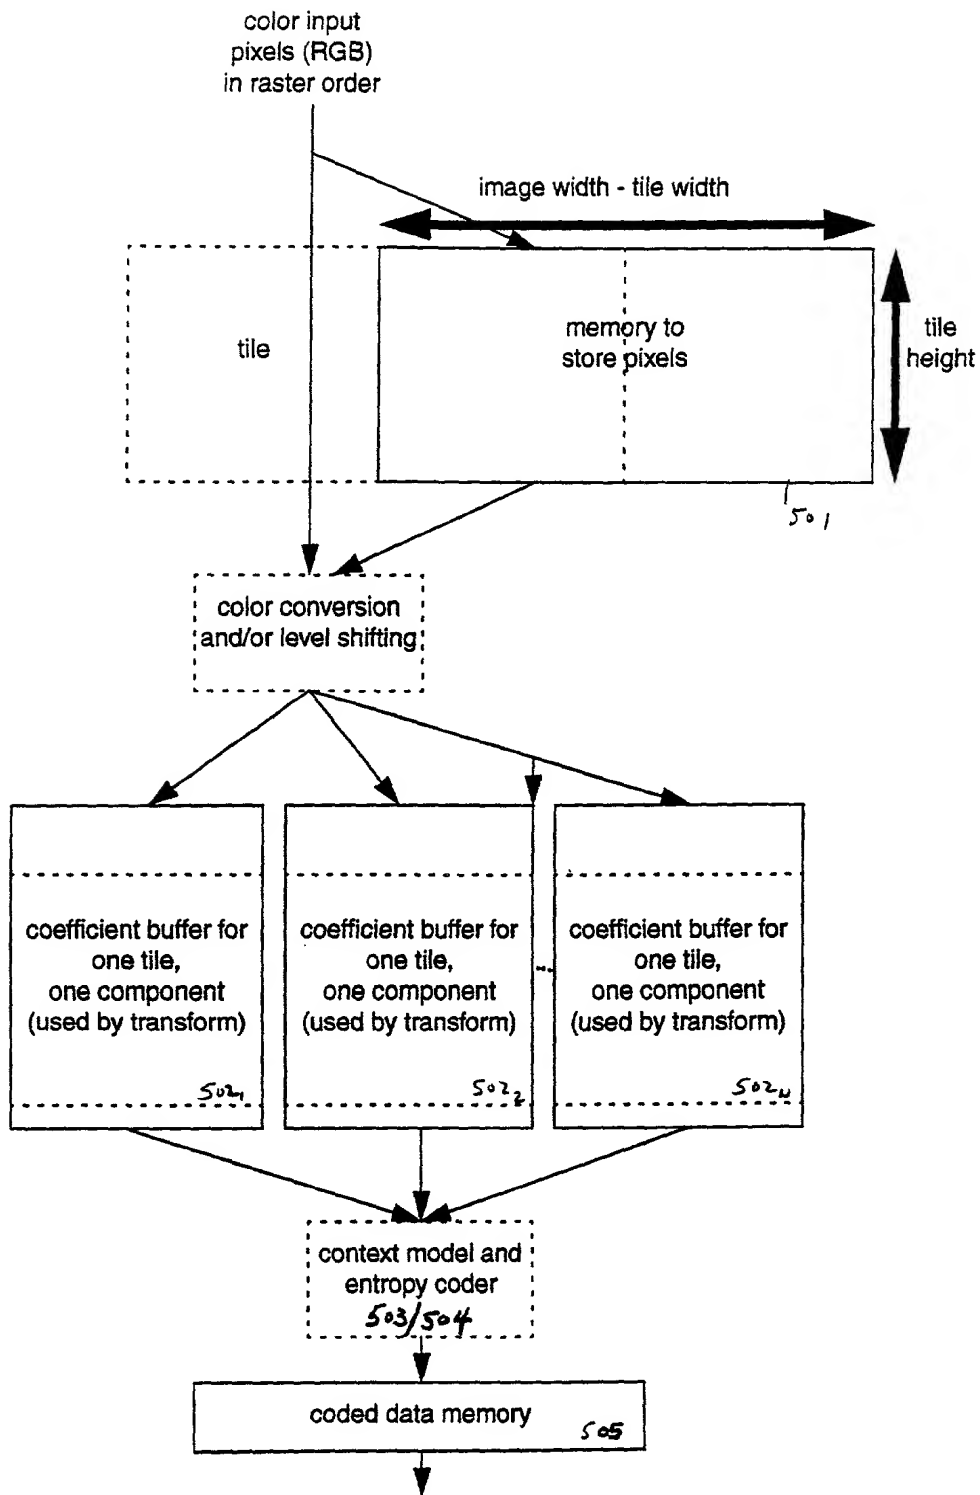 color input
pixels (RGB)
in raster order
image width - tile width
tile
memory to
store pixels
tile
height
501
color conversion
and/or level shifting
coefficient buffer for
one tile,
one component
(used by transform)
502₁
coefficient buffer for
one tile,
one component
(used by transform)
502₂
...
coefficient buffer for
one tile,
one component
(used by transform)
502N
context model and
entropy coder
503/504
coded data memory
505